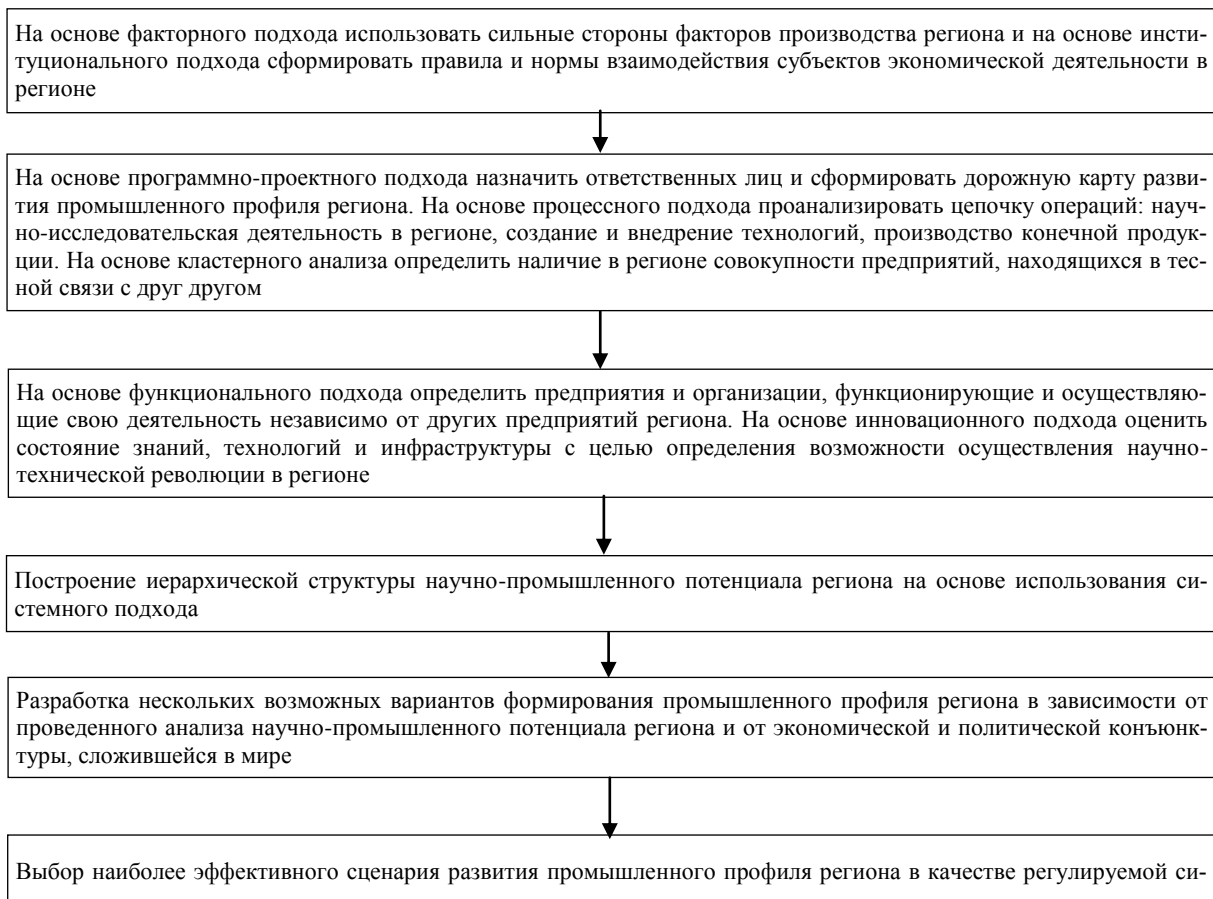 На основе факторного подхода использовать сильные стороны факторов производства региона и на основе инсти-
туционального подхода сформировать правила и нормы взаимодействия субъектов экономической деятельности в
регионе
На основе программно-проектного подхода назначить ответственных лиц и сформировать дорожную карту разви-
тия промышленного профиля региона. На основе процессного подхода проанализировать цепочку операций: науч-
но-исследовательская деятельность в регионе, создание и внедрение технологий, производство конечной продук-
ции. На основе кластерного анализа определить наличие в регионе совокупности предприятий, находящихся в тес-
ной связи с друг другом
На основе функционального подхода определить предприятия и организации, функционирующие и осуществляю-
щие свою деятельность независимо от других предприятий региона. На основе инновационного подхода оценить
состояние знаний, технологий и инфраструктуры с целью определения возможности осуществления научно-
технической революции в регионе
Построение иерархической структуры научно-промышленного потенциала региона на основе использования си-
стемного подхода
Разработка нескольких возможных вариантов формирования промышленного профиля региона в зависимости от
проведенного анализа научно-промышленного потенциала региона и от экономической и политической конъюнк-
туры, сложившейся в мире
Выбор наиболее эффективного сценария развития промышленного профиля региона в качестве регулируемой си-